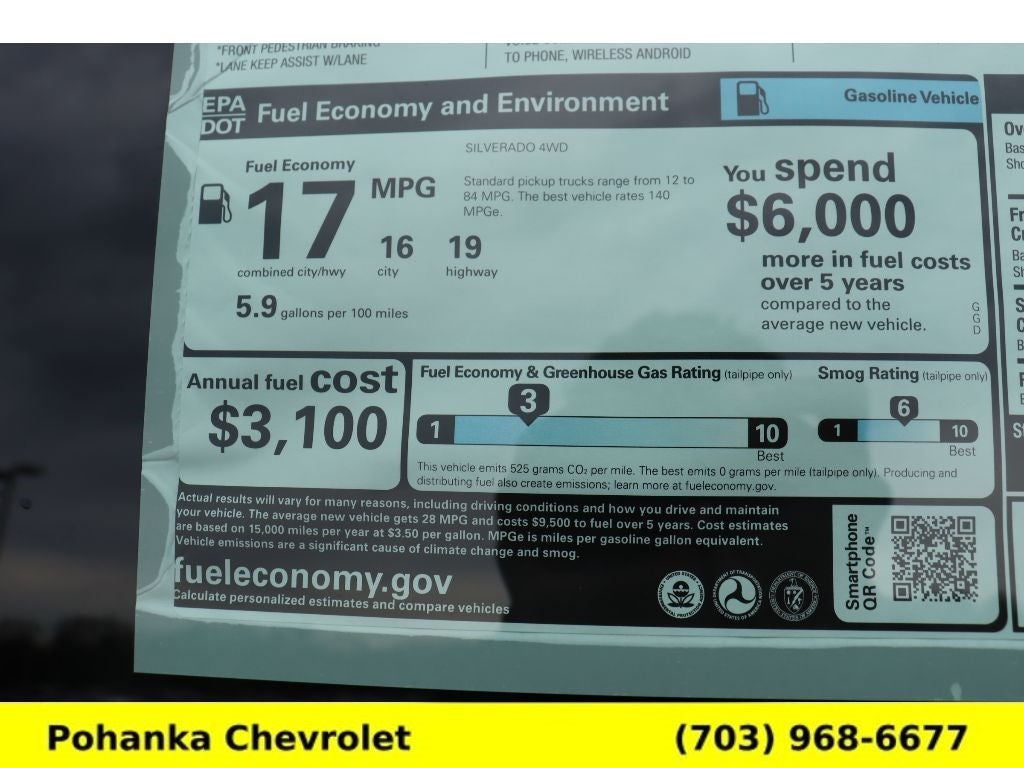 *FRONT PEDESTRIAN BRAKING
*LANE KEEP ASSIST W/LANE
TO PHONE, WIRELESS ANDROID
EPA
DOT
Fuel Economy and Environment
Gasoline Vehicle
Fuel Economy
17 MPG
combined city/hwy
16
city
19
highway
5.9 gallons per 100 miles
SILVERADO 4WD
Standard pickup trucks range from 12 to
84 MPG. The best vehicle rates 140
MPGe.
You spend
$6,000
more in fuel costs
over 5 years
compared to the
average new vehicle.
G
G
D
Annual fuel cost
$3,100
Fuel Economy & Greenhouse Gas Rating (tailpipe only)
3
1
10
Best
Smog Rating (tailpipe only)
6
1
10
Best
This vehicle emits 525 grams CO₂ per mile. The best emits 0 grams per mile (tailpipe only). Producing and
distributing fuel also create emissions; learn more at fueleconomy.gov.
Actual results will vary for many reasons, including driving conditions and how you drive and maintain
your vehicle. The average new vehicle gets 28 MPG and costs $9,500 to fuel over 5 years. Cost estimates
are based on 15,000 miles per year at $3.50 per gallon. MPGe is miles per gasoline gallon equivalent.
Vehicle emissions are a significant cause of climate change and smog.
fueleconomy.gov
Calculate personalized estimates and compare vehicles
Smartphone
QR Code™
Pohanka Chevrolet
(703) 968-6677